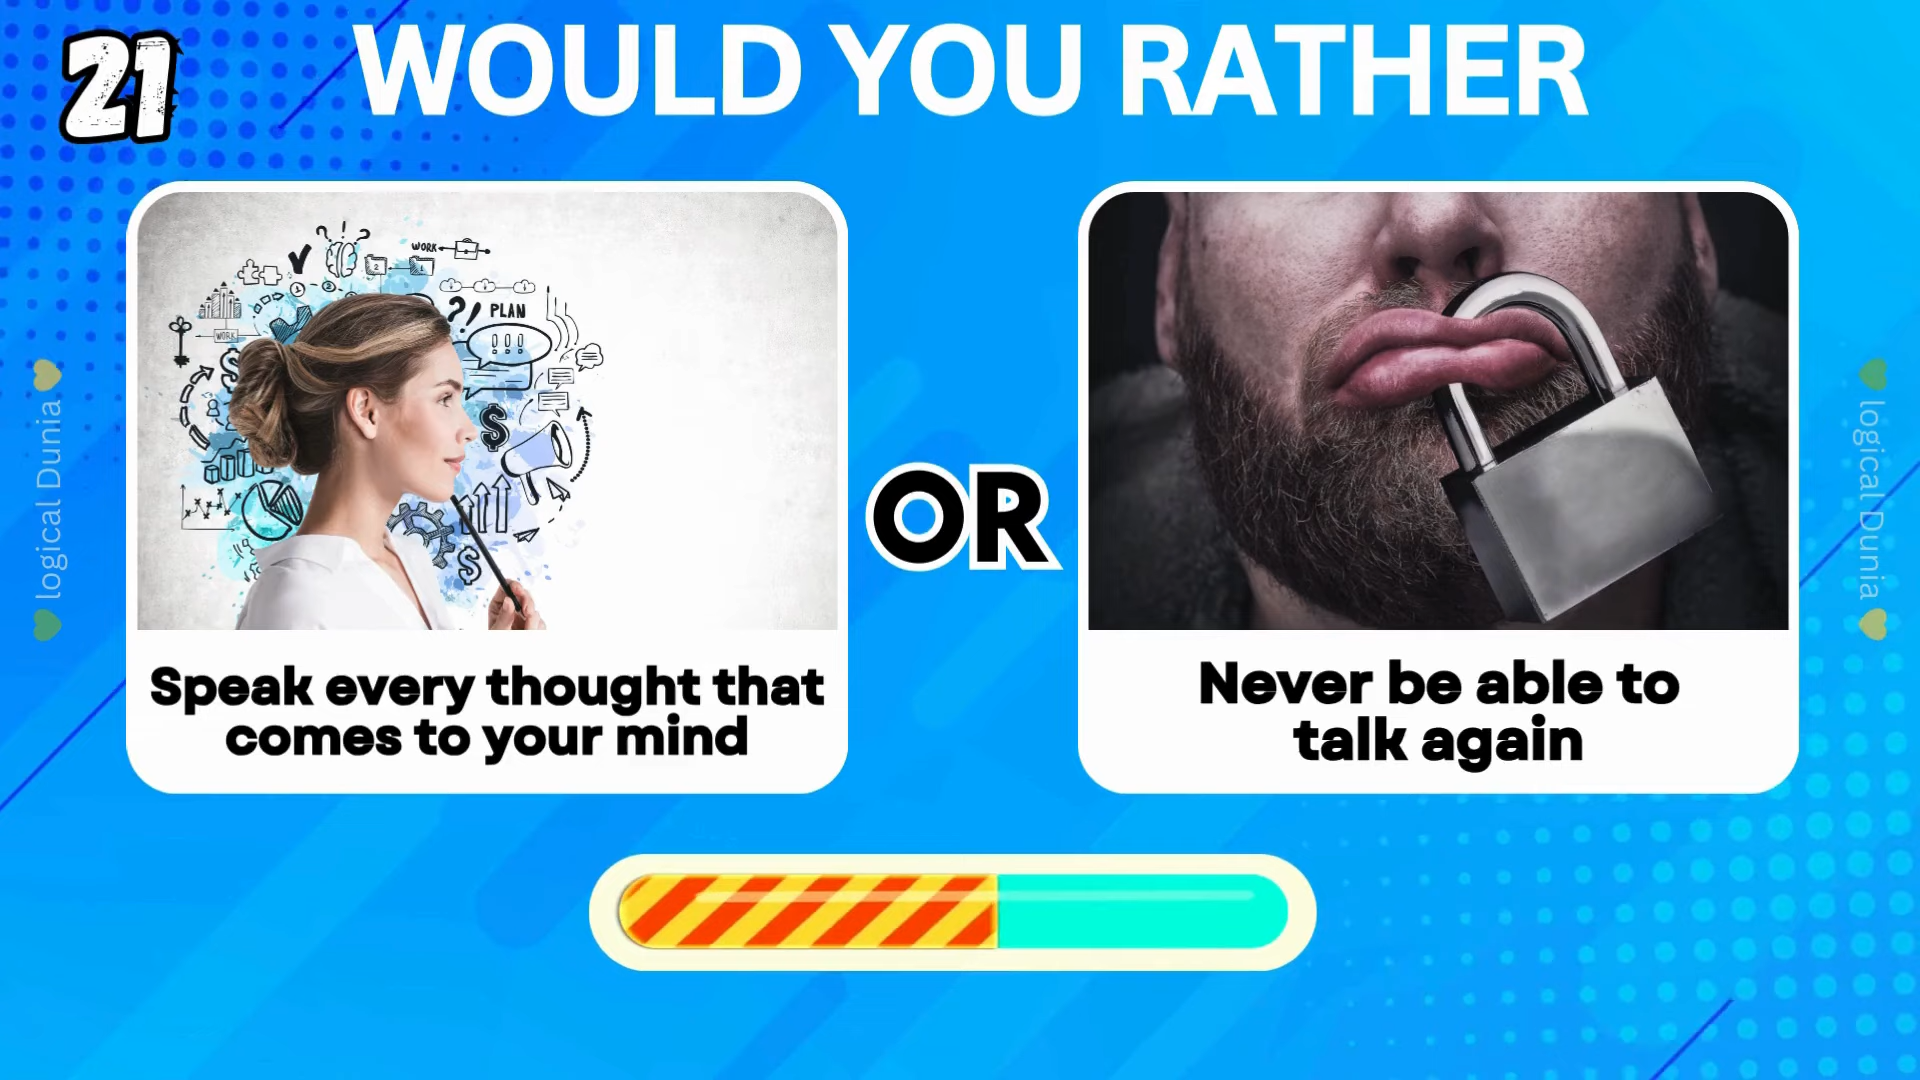 21
WOULD YOU RATHER
WORK
PLAN
WORK
?!
!!!
OR
Speak every thought that
comes to your mind
Never be able to
talk again
logical Dunia
logical Dunia